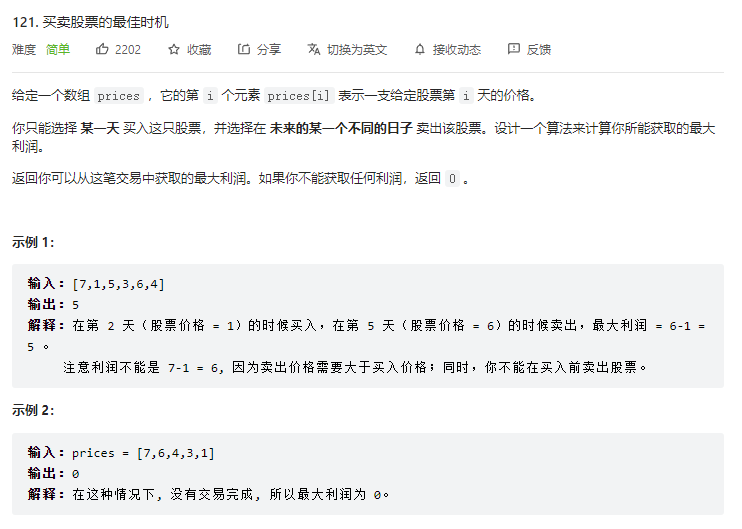 121. 买卖股票的最佳时机
难度 简单 2202 收藏 分享 切换为英文 接收动态 反馈
给定一个数组 prices ，它的第 i 个元素 prices[i] 表示一支给定股票第 i 天的价格。
你只能选择 某一天 买入这只股票，并选择在 未来的某一个不同的日子 卖出该股票。设计一个算法来计算你所能获取的最大
利润。
返回你可以从这笔交易中获取的最大利润。如果你不能获取任何利润，返回 0 。
示例 1：
输入：[7,1,5,3,6,4]
输出：5
解释：在第 2 天（股票价格 = 1）的时候买入，在第 5 天（股票价格 = 6）的时候卖出，最大利润 = 6-1 =
5 。
注意利润不能是 7-1 = 6, 因为卖出价格需要大于买入价格；同时，你不能在买入前卖出股票。
示例 2：
输入：prices = [7,6,4,3,1]
输出：0
解释：在这种情况下, 没有交易完成, 所以最大利润为 0。